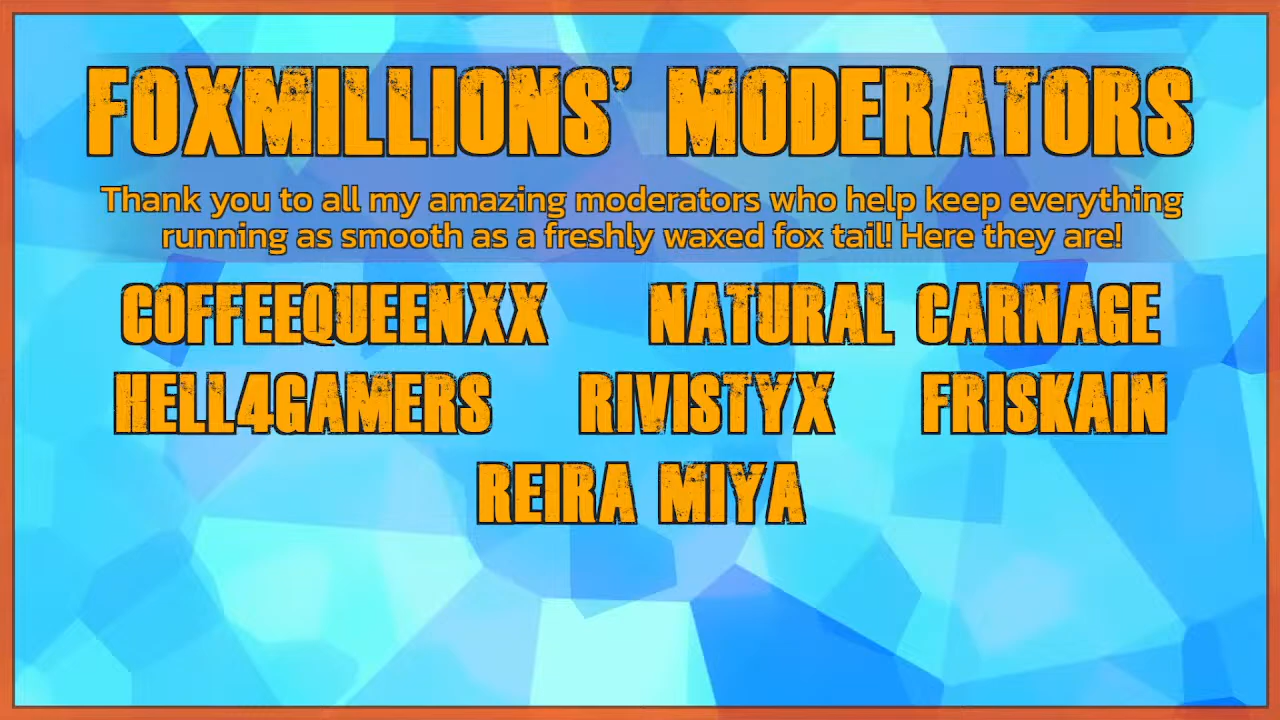 FOXMILLIONS’ MODERATORS
Thank you to all my amazing moderators who help keep everything
running as smooth as a freshly waxed fox tail! Here they are!
COFFEEQUEENXX NATURAL CARNAGE
HELL4GAMERS RIVISTYX FRISKAIN
REIRA MIYA